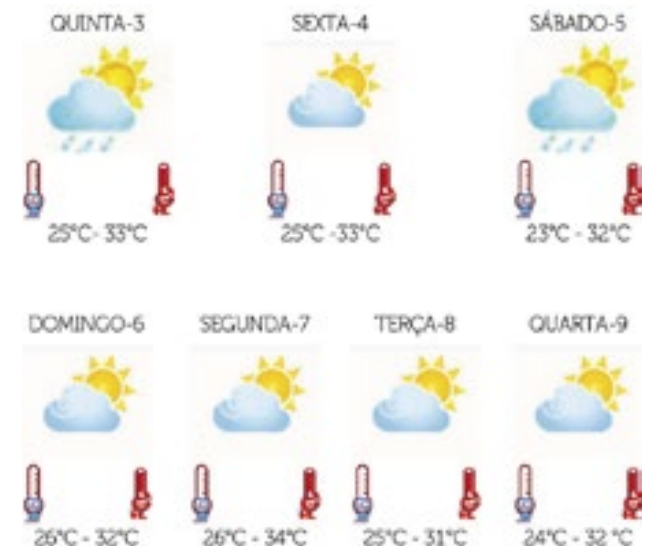 QUINTA-3 SEXTA-4 SÁBADO-5
25°C - 33°C 25°C -33°C 23°C - 32°C
DOMINGO-6 SEGUNDA-7 TERÇA-8 QUARTA-9
26°C - 32°C 26°C - 34°C 25°C - 31°C 24°C - 32 °C